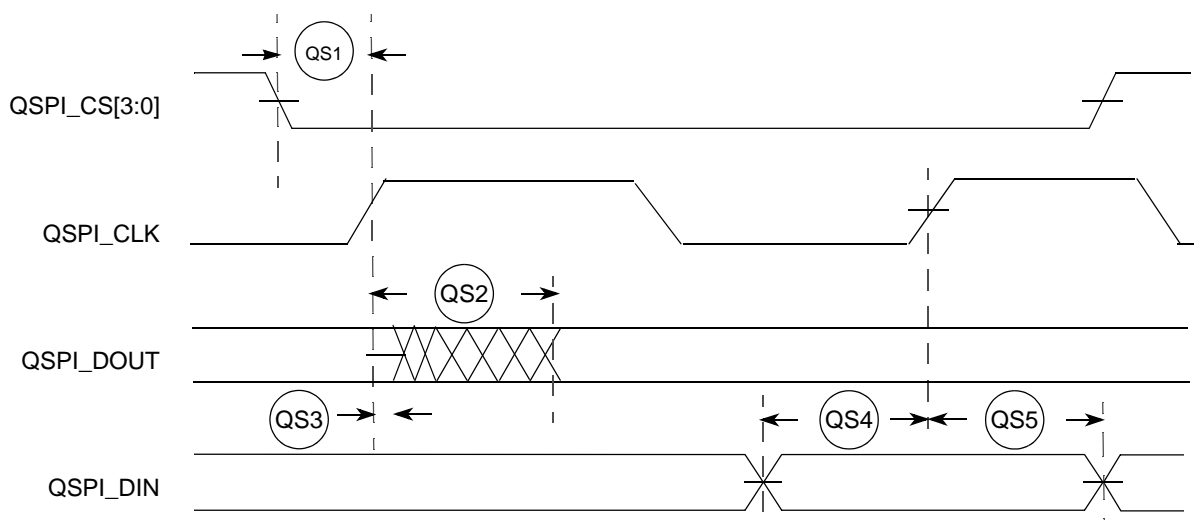 QS1
QSPI_CS[3:0]
QSPI_CLK
QS2
QSPI_DOUT
QS3
QS4
QS5
QSPI_DIN